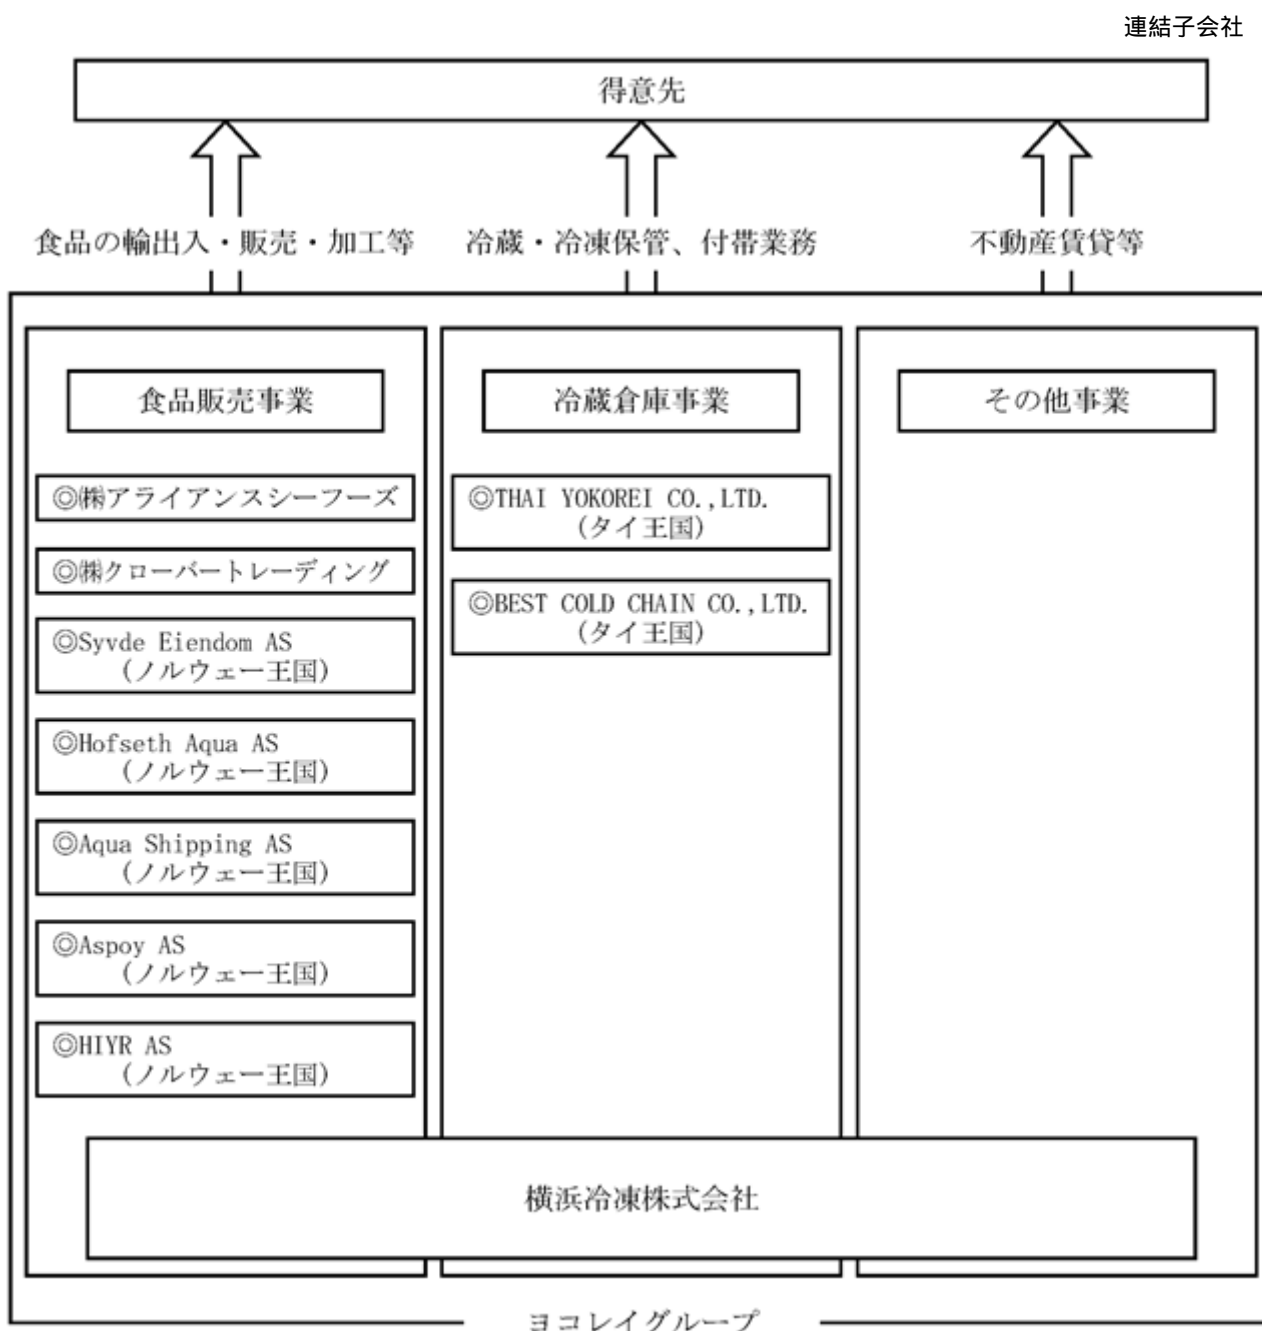 連結子会社
得意先
食品の輸出入・販売・加工等
冷蔵・冷凍保管、付帯業務
不動産賃貸等
食品販売事業
冷蔵倉庫事業
その他事業
◎㈱アライアンスシーフーズ
◎㈱クローバートレーディング
◎Syvde Eiendom AS
(ノルウェー王国)
◎Hofseth Aqua AS
(ノルウェー王国)
◎Aqua Shipping AS
(ノルウェー王国)
◎Aspoy AS
(ノルウェー王国)
◎HIYR AS
(ノルウェー王国)
◎THAI YOKOREI CO.,LTD.
(タイ王国)
◎BEST COLD CHAIN CO.,LTD.
(タイ王国)
横浜冷凍株式会社
ヨコレイグループ